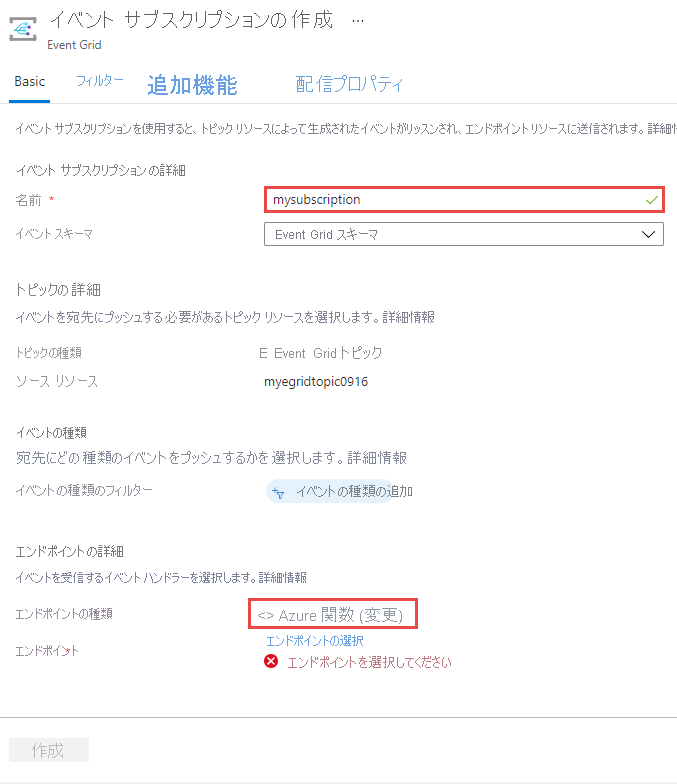 イベント サブスクリプションの作成 ...
Event Grid
Basic フィルター 追加機能 配信プロパティ
イベント サブスクリプションを使用すると、トピック リソースによって生成されたイベントがリッスンされ、エンドポイント リソースに送信されます。詳細情
イベント サブスクリプションの詳細
名前 * mysubscription
イベント スキーマ Event Grid スキーマ
トピックの詳細
イベントを宛先にプッシュする必要があるトピック リソースを選択します。詳細情報
トピックの種類 E Event Grid トピック
ソース リソース myegridtopic0916
イベントの種類
宛先にどの種類のイベントをプッシュするかを選択します。詳細情報
イベントの種類のフィルター イベントの種類の追加
エンドポイントの詳細
イベントを受信するイベント ハンドラーを選択します。詳細情報
エンドポイントの種類 <> Azure 関数 (変更)
エンドポイント エンドポイントの選択
エンドポイントを選択してください
作成